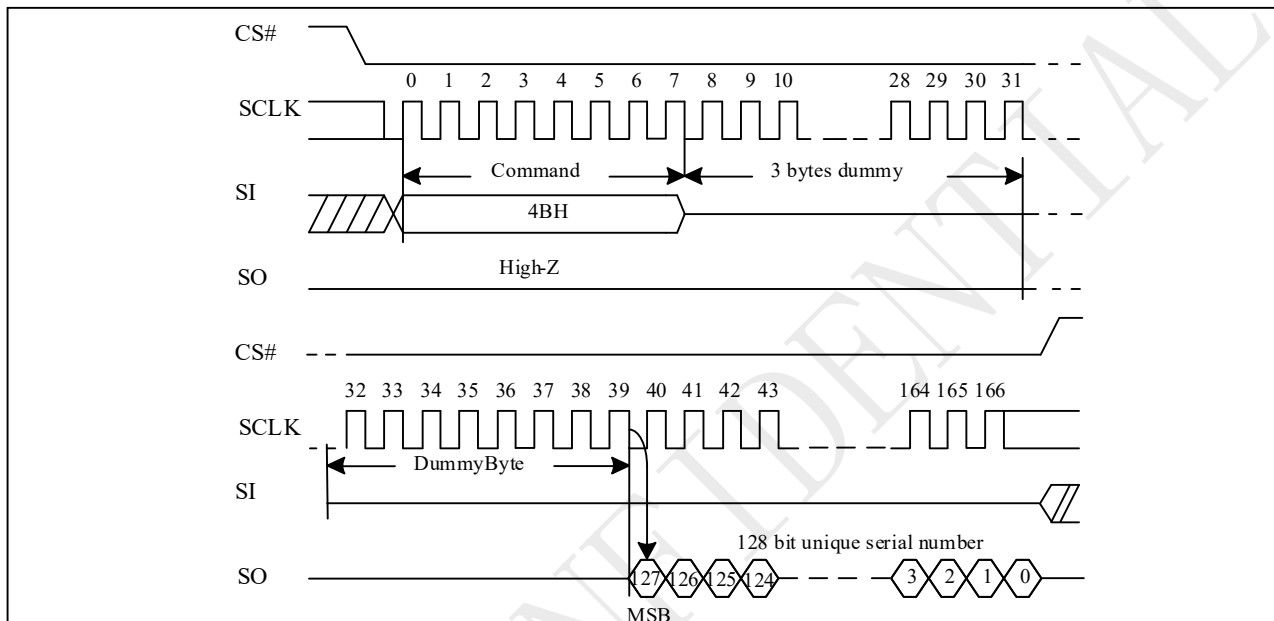 CS#
0 1 2 3 4 5 6 7 8 9 10 28 29 30 31
SCLK
Command 3 bytes dummy
SI
4BH
High-Z
SO
CS#
32 33 34 35 36 37 38 39 40 41 42 43 164 165 166
SCLK
DummyByte
SI
128 bit unique serial number
SO 127 126 125 124 3 2 1 0
MSB